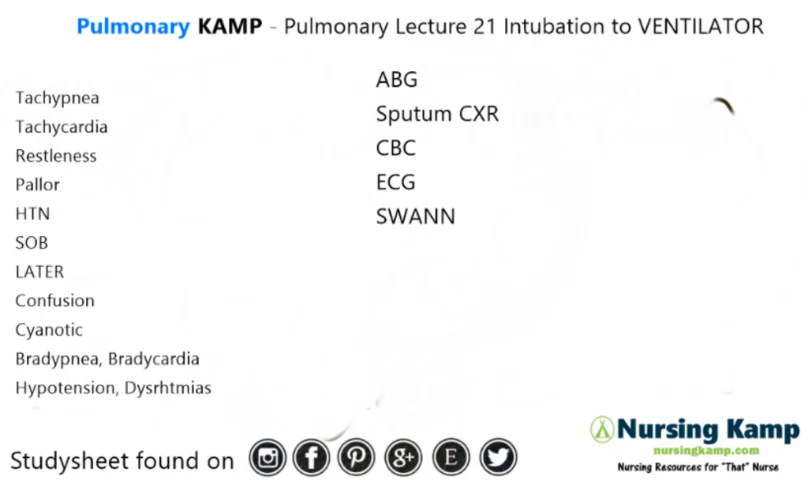 Pulmonary KAMP - Pulmonary Lecture 21 Intubation to VENTILATOR
Tachypnea
Tachycardia
Restleness
Pallor
HTN
SOB
LATER
Confusion
Cyanotic
Bradypnea, Bradycardia
Hypotension, Dysrhtmias
ABG
Sputum CXR
CBC
ECG
SWANN
Studysheet found on
Nursing Kamp
nursingkamp.com
Nursing Resources for "That" Nurse